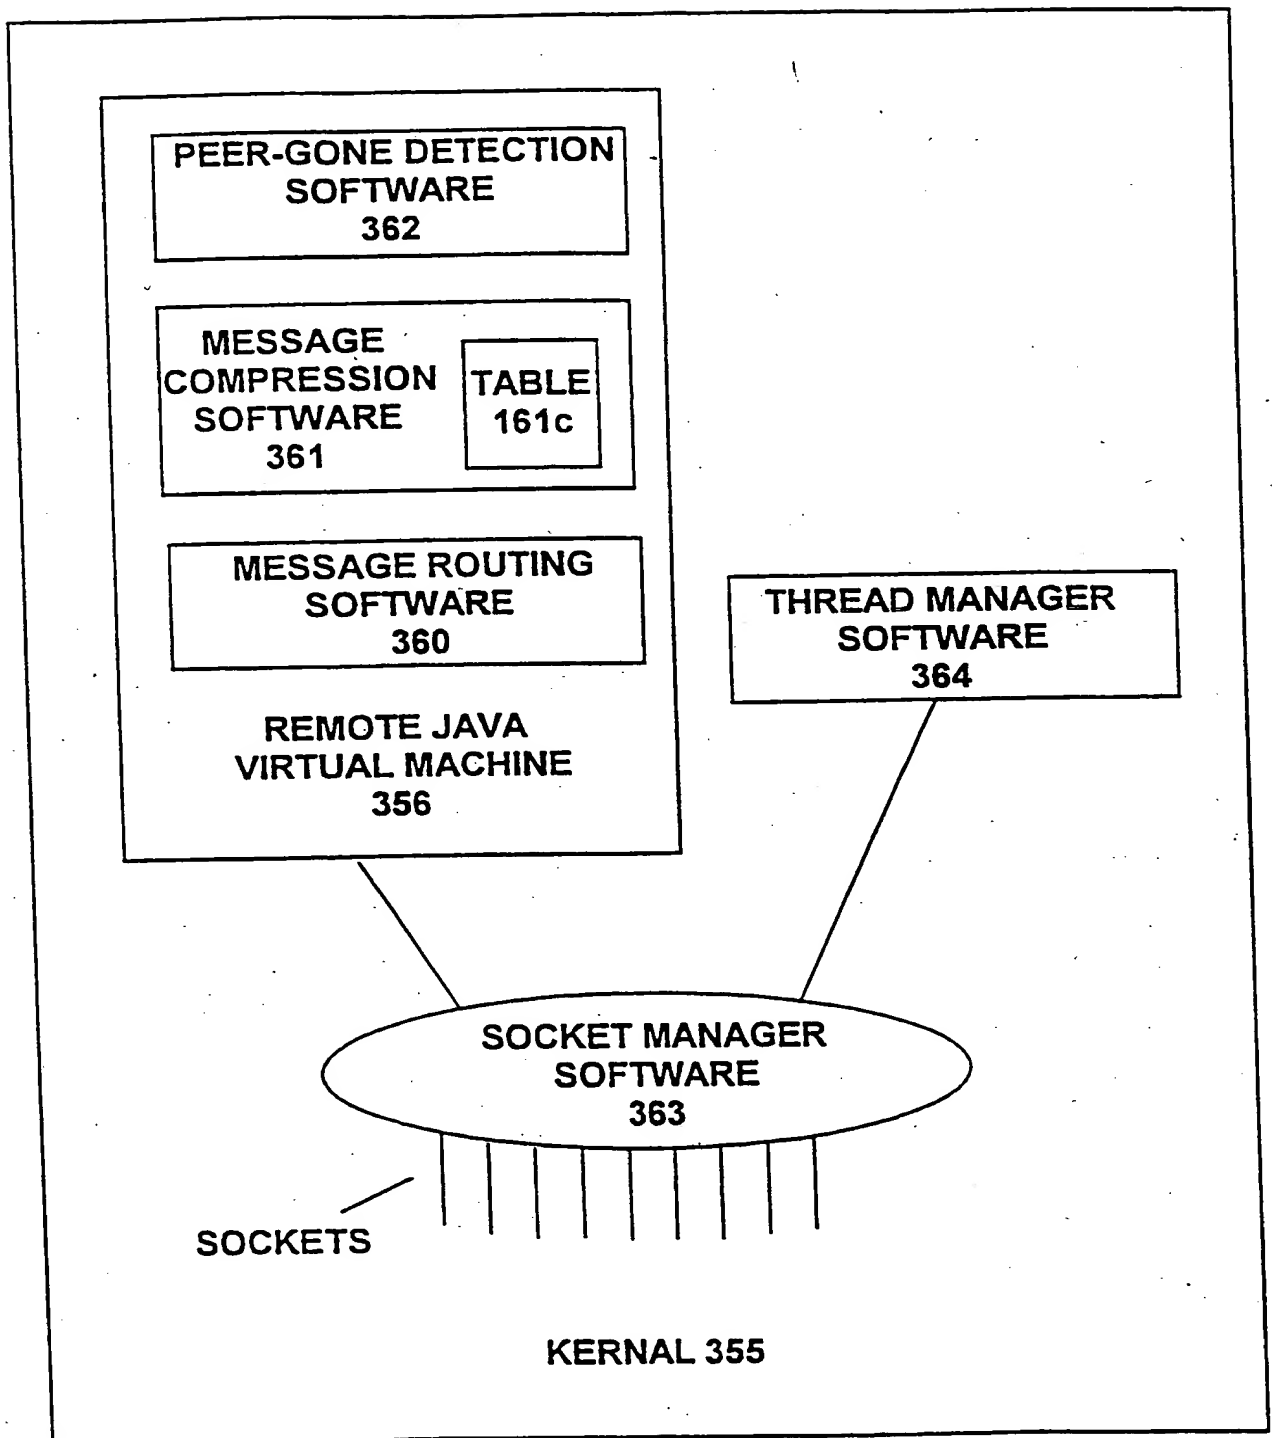 PEER-GONE DETECTION
SOFTWARE
362
MESSAGE
COMPRESSION
SOFTWARE
361
TABLE
161c
MESSAGE ROUTING
SOFTWARE
360
REMOTE JAVA
VIRTUAL MACHINE
356
THREAD MANAGER
SOFTWARE
364
SOCKET MANAGER
SOFTWARE
363
SOCKETS
KERNAL 355